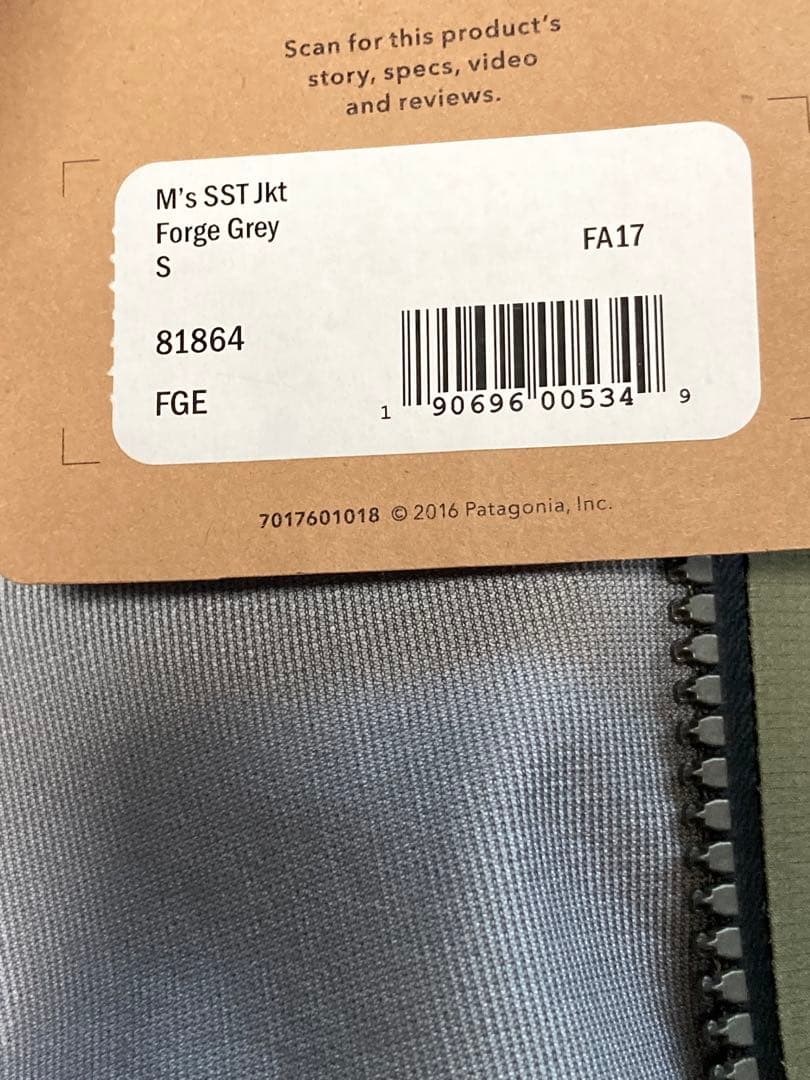 Scan for this product's
story, specs, video
and reviews.
M's SST Jkt
Forge Grey
S
FA17
81864
FGE
1 90696 00534 9
7017601018 © 2016 Patagonia, Inc.